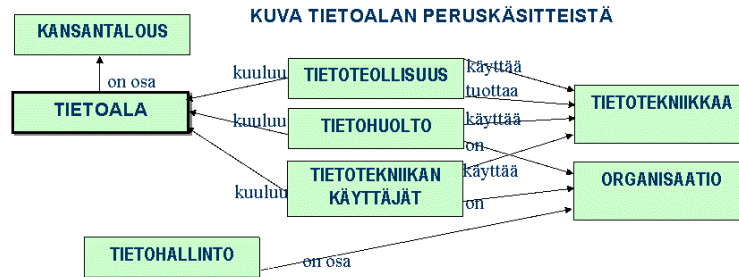 KUVA TIETOALAN PERUSKÄSITTEISTÄ
KANSANTALOUS
on osa
TIETOALA
kuuluu
TIETOTEOLLISUUS
käyttää
tuottaa
TIETOTEKNIIKKAA
kuuluu
TIETOHUOLTO
käyttää
on
kuuluu
TIETOTEKNIIKAN
KÄYTTÄJÄT
käyttää
on
ORGANISAATIO
TIETOHALLINTO
on osa